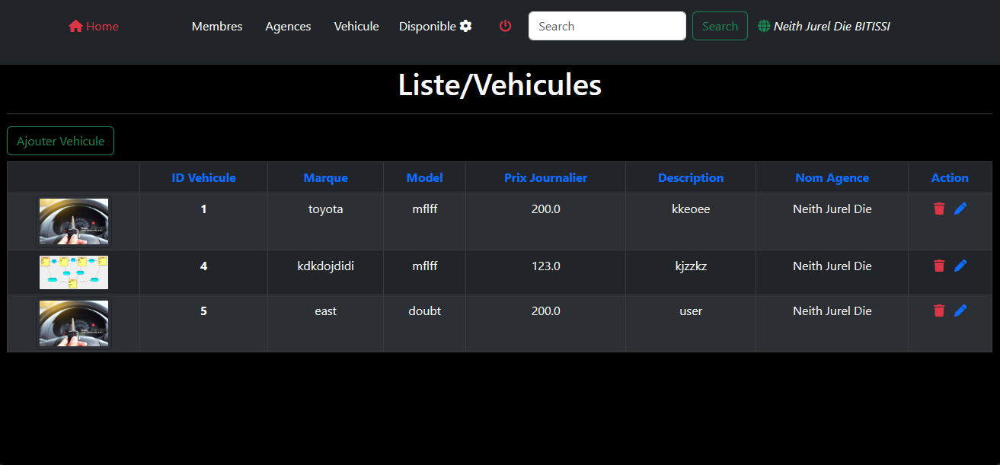 Home Membres Agences Vehicule Disponible Search Search Neith Jurel Die BITISSI
Liste/Vehicules
Ajouter Vehicule
ID Vehicule Marque Model Prix Journalier Description Nom Agence Action
1 toyota mflff 200.0 kkeoee Neith Jurel Die
4 kdkdojdidi mflff 123.0 kjzzkz Neith Jurel Die
5 east doubt 200.0 user Neith Jurel Die